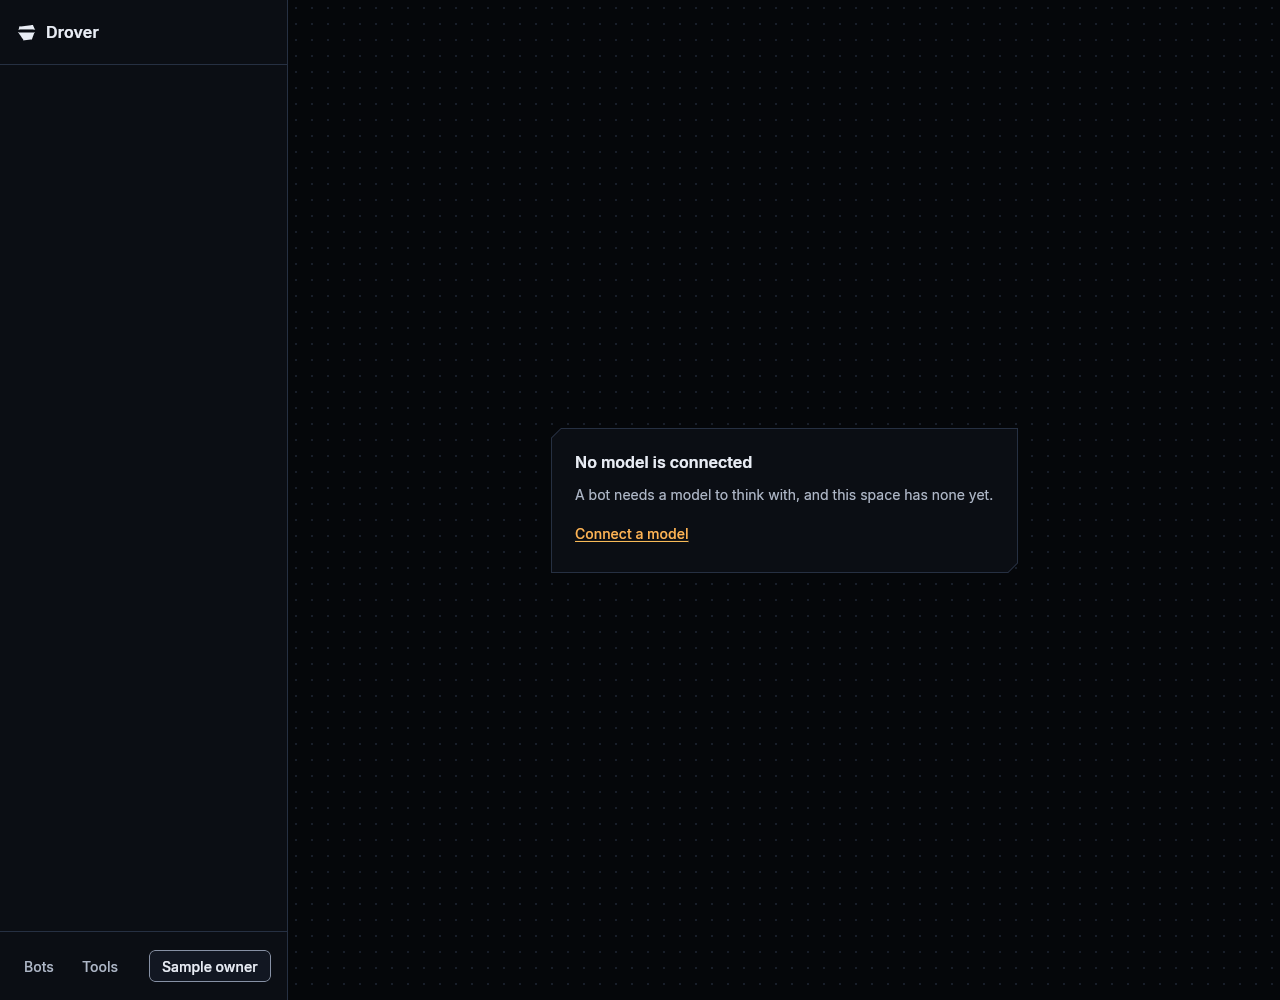 Drover
No model is connected
A bot needs a model to think with, and this space has none yet.
Connect a model
Bots
Tools
Sample owner